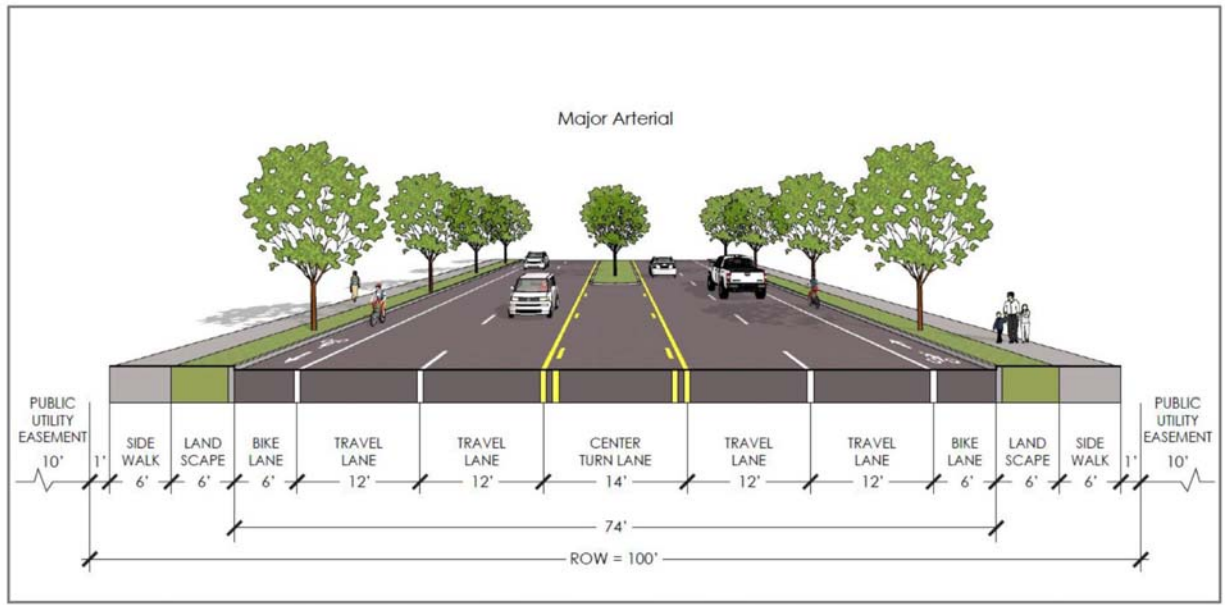 Major Arterial
PUBLIC
UTILITY
EASEMENT
10'
1'
SIDE
WALK
6'
LAND
SCAPE
6'
BIKE
LANE
6'
TRAVEL
LANE
12'
TRAVEL
LANE
12'
CENTER
TURN LANE
14'
TRAVEL
LANE
12'
TRAVEL
LANE
12'
BIKE
LANE
6'
LAND
SCAPE
6'
SIDE
WALK
6'
1'
PUBLIC
UTILITY
EASEMENT
10'
74'
ROW = 100'